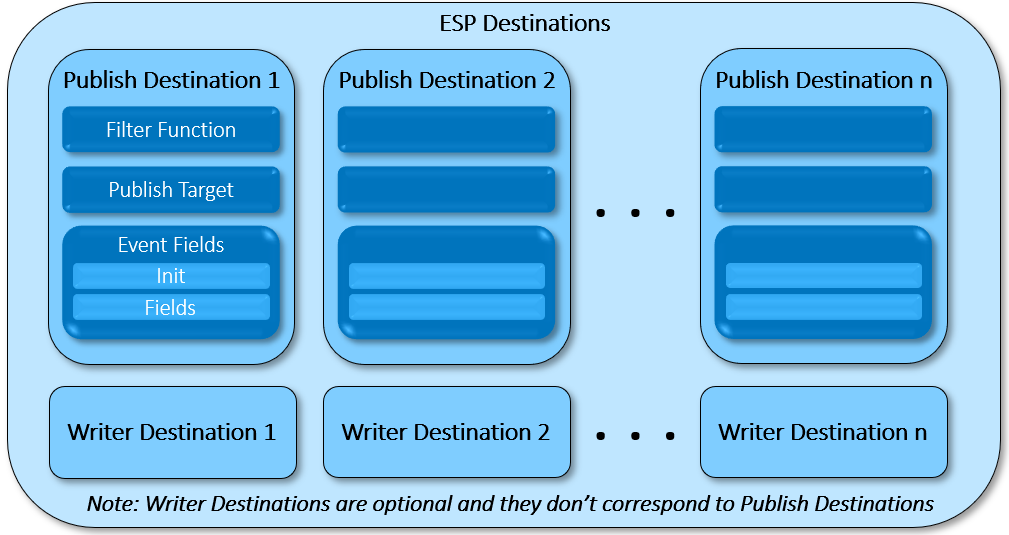 ESP Destinations
Publish Destination 1
Filter Function
Publish Target
Event Fields
Init
Fields
Publish Destination 2
. . .
Publish Destination n
Writer Destination 1
Writer Destination 2
. . .
Writer Destination n
Note: Writer Destinations are optional and they don’t correspond to Publish Destinations